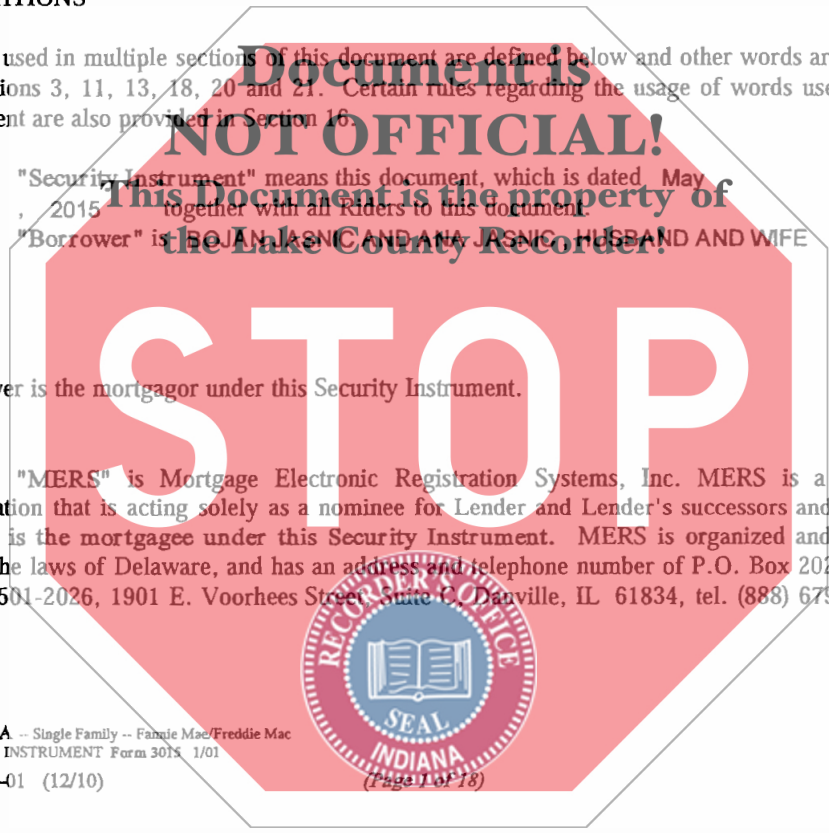 used in multiple sections of this document are defined below and other words ar
ions 3, 11, 13, 18, 20 and 21. Certain rules regarding the usage of words use
ent are also provided in Section 16.
Document is
NOT OFFICIAL!
This Document is the property of
the Lake County Recorder!
"Security Instrument" means this document, which is dated May
, 2015 together with all Riders to this document.
"Borrower" is BOJAN JASNIC AND ANA JASNIC, HUSBAND AND WIFE
STOP
er is the mortgagor under this Security Instrument.
"MERS" is Mortgage Electronic Registration Systems, Inc. MERS is a
ation that is acting solely as a nominee for Lender and Lender's successors and
is the mortgagee under this Security Instrument. MERS is organized and
he laws of Delaware, and has an address and telephone number of P.O. Box 202
501-2026, 1901 E. Voorhees Street, Suite C, Danville, IL 61834, tel. (888) 679
RECORDER'S OFFICE
SEAL
INDIANA
A -- Single Family -- Fannie Mae/Freddie Mac
INSTRUMENT Form 3015 1/01
-01 (12/10)
(Page 1 of 18)